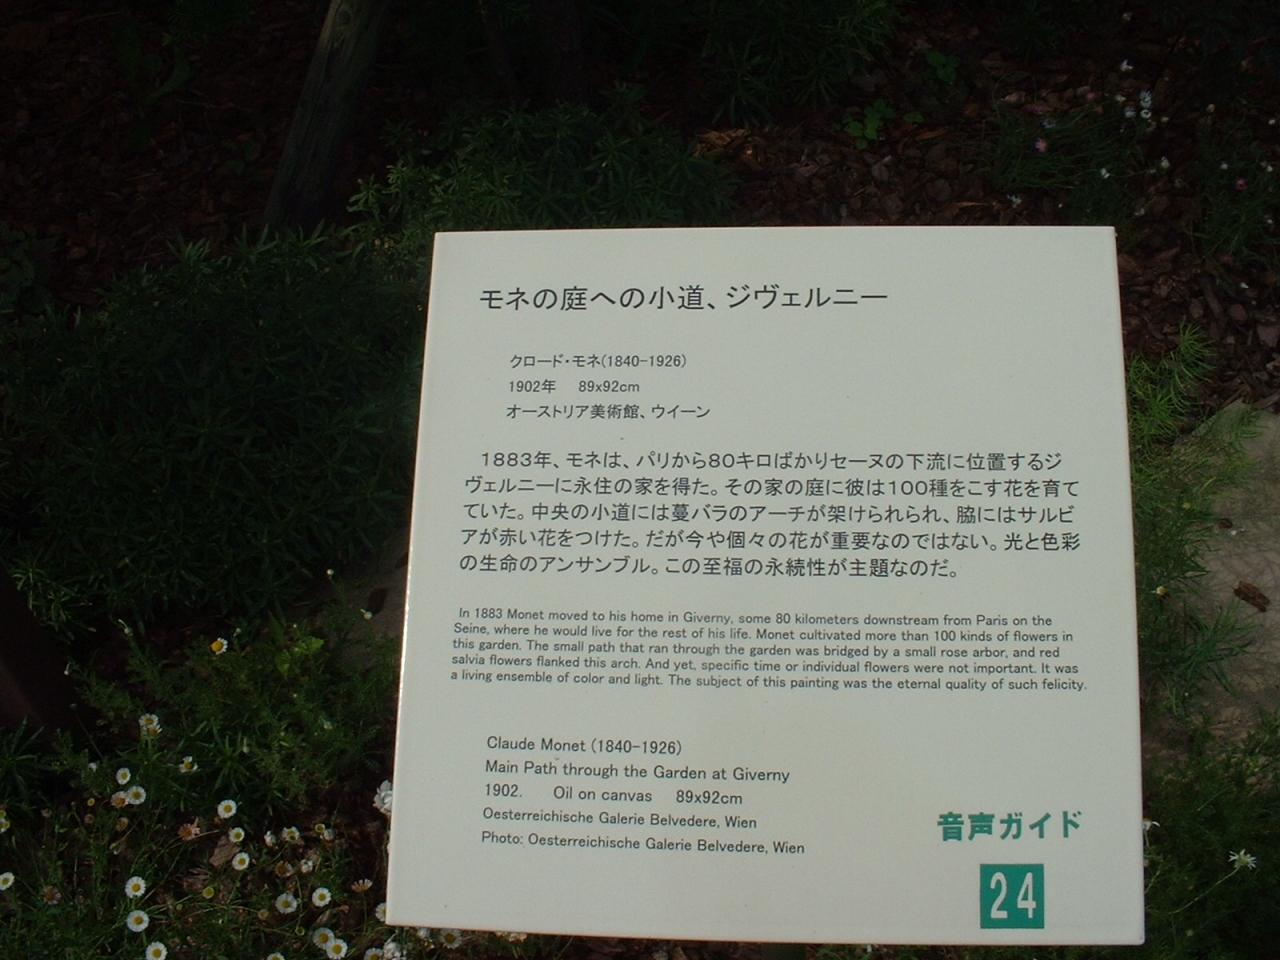 モネの庭への小道、ジヴェルニー
クロード・モネ(1840-1926)
1902年 89x92cm
オーストリア美術館、ウイーン
1883年、モネは、パリから80キロばかりセーヌの下流に位置するジ
ヴェルニーに永住の家を得た。その家の庭に彼は100種をこす花を育て
ていた。中央の小道には蔓バラのアーチが架けられられ、脇にはサルビ
アが赤い花をつけた。だが今や個々の花が重要なのではない。光と色彩
の生命のアンサンブル。この至福の永続性が主題なのだ。
In 1883 Monet moved to his home in Giverny, some 80 kilometers downstream from Paris on the
Seine, where he would live for the rest of his life. Monet cultivated more than 100 kinds of flowers in
this garden. The small path that ran through the garden was bridged by a small rose arbor, and red
salvia flowers flanked this arch. And yet, specific time or individual flowers were not important. It was
a living ensemble of color and light. The subject of this painting was the eternal quality of such felicity.
Claude Monet (1840-1926)
Main Path through the Garden at Giverny
1902. Oil on canvas 89x92cm
Oesterreichische Galerie Belvedere, Wien
Photo: Oesterreichische Galerie Belvedere, Wien
音声ガイド
24